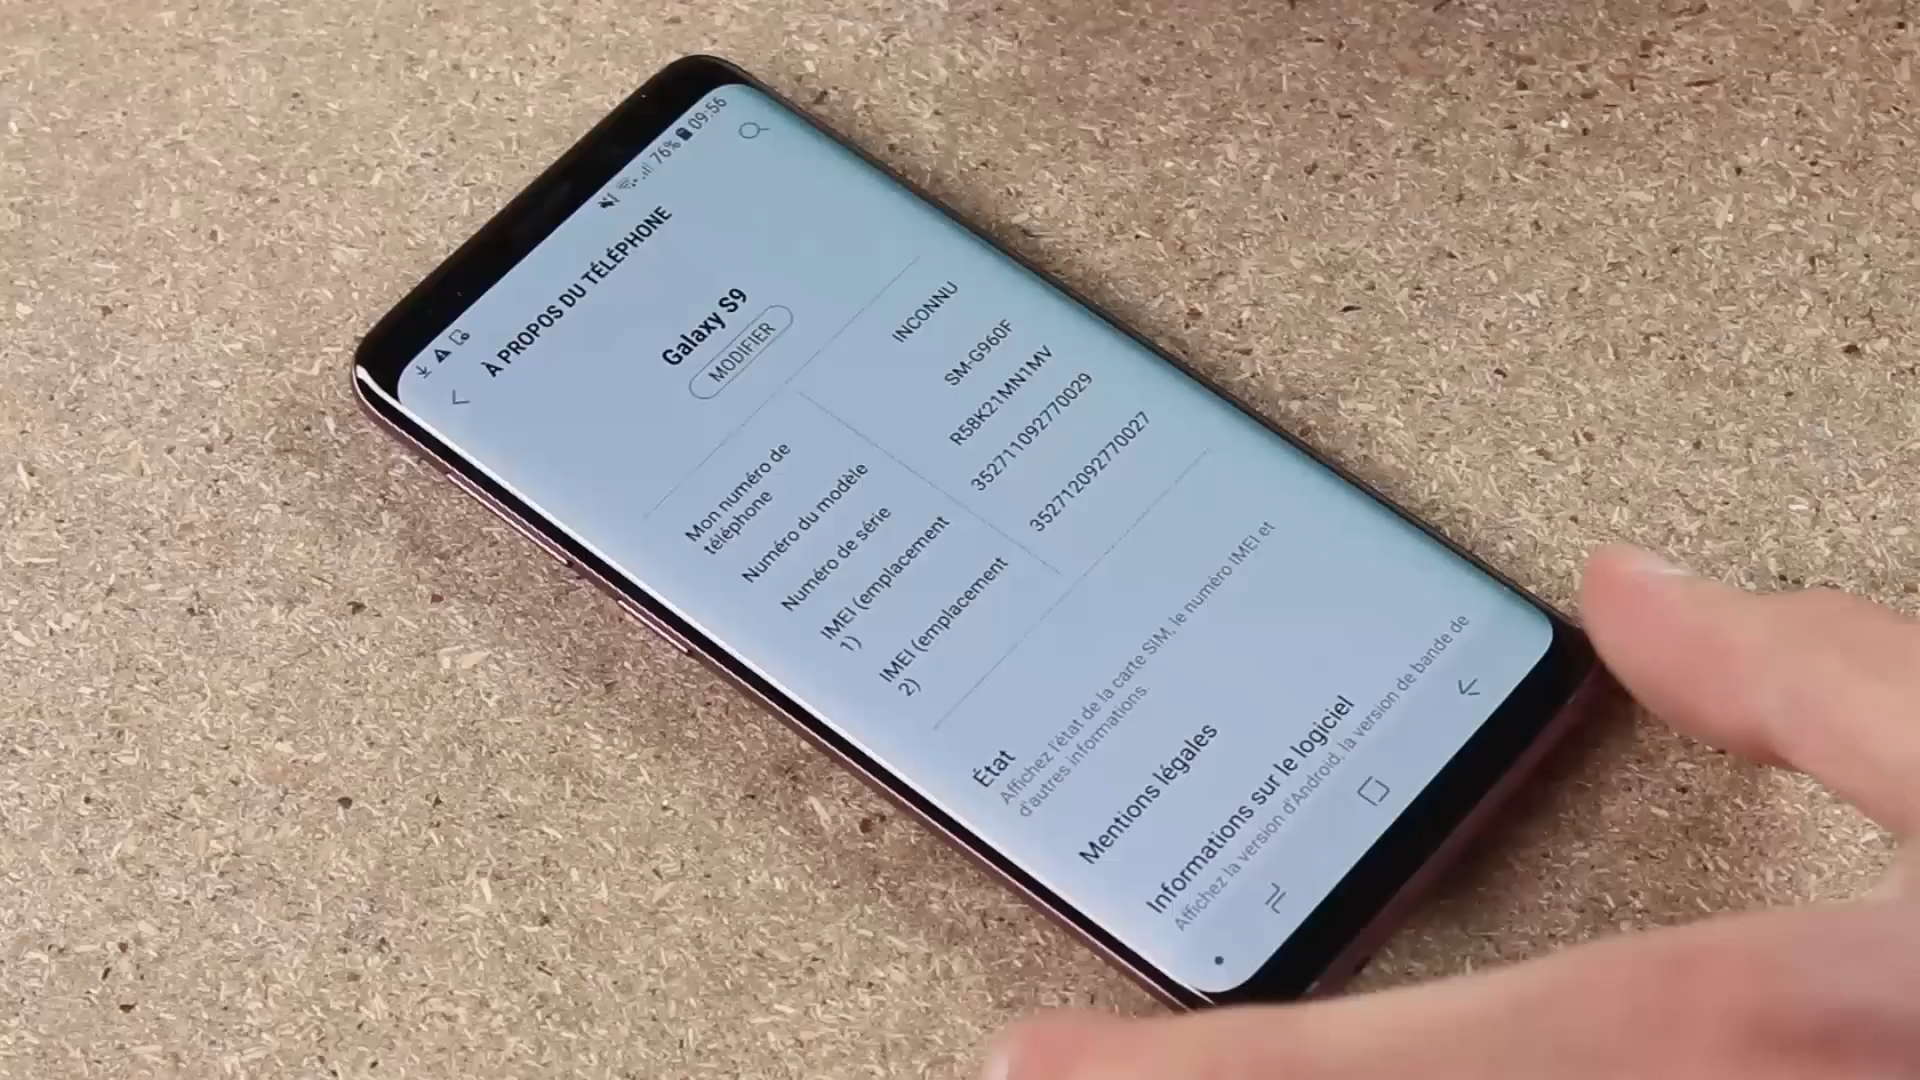 76% 09:56
À PROPOS DU TÉLÉPHONE
Galaxy S9
MODIFIER
Mon numéro de
téléphone
INCONNU
Numéro du modèle
SM-G960F
Numéro de série
R58K21MN1MV
IMEI (emplacement
1)
352711092770029
IMEI (emplacement
2)
352712092770027
État
Affichez l'état de la carte SIM, le numéro IMEI et
d'autres informations.
Mentions légales
Informations sur le logiciel
Affichez la version d'Android, la version de bande de